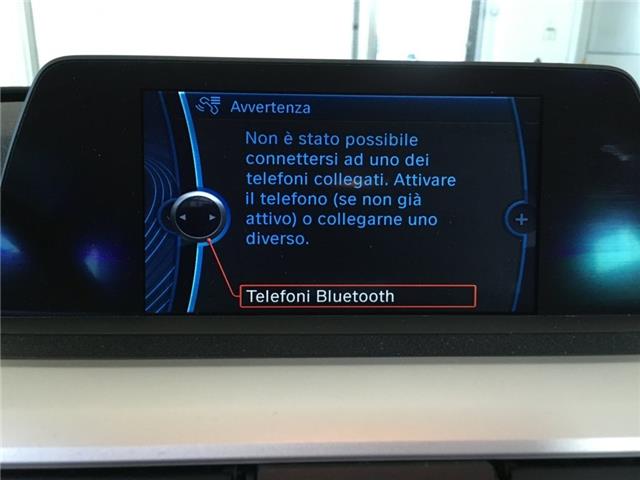 Avvertenza
Non è stato possibile
connettersi ad uno dei
telefoni collegati. Attivare
il telefono (se non già
attivo) o collegarne uno
diverso.
Telefoni Bluetooth